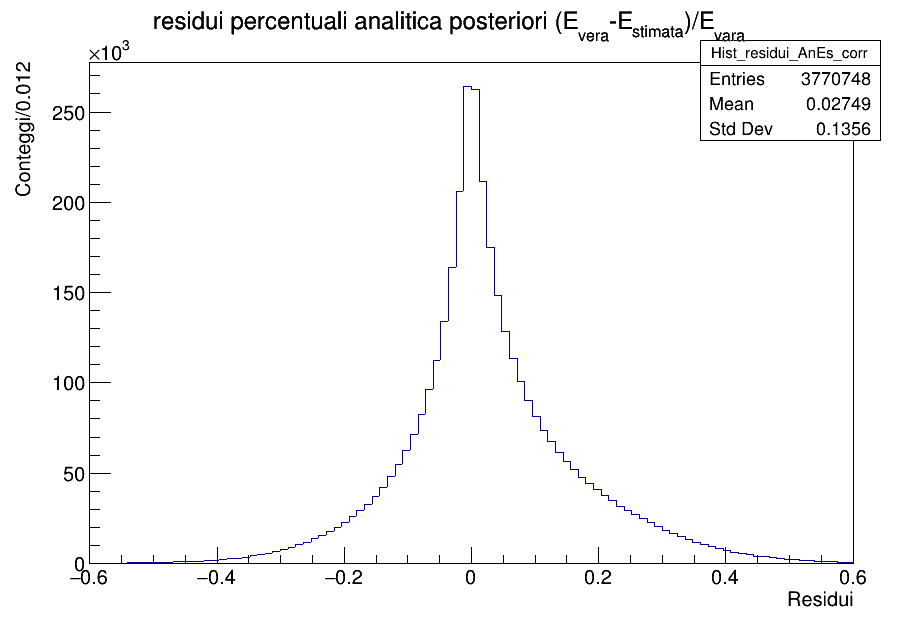 residui percentuali analitica posteriori (E_vera-E_stimata)/E_vara
×10³
Hist_residui_AnEs_corr
Entries 3770748
Mean 0.02749
Std Dev 0.1356
Conteggi/0.012
250
200
150
100
50
0
−0.6 −0.4 −0.2 0 0.2 0.4 0.6
Residui